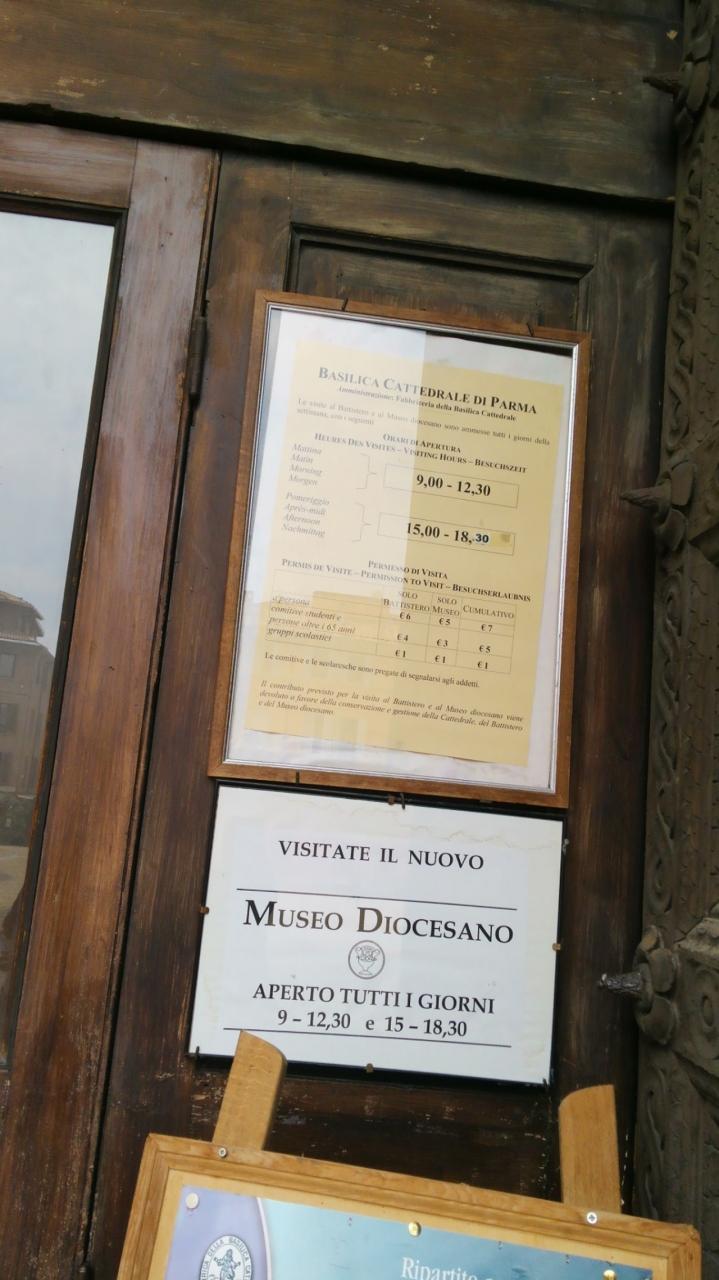 BASILICA CATTEDRALE DI PARMA
Amministrazione: Fabbriceria della Basilica Cattedrale
Le visite al Battistero e al Museo diocesano sono ammesse tutti i giorni della
settimana, con i seguenti
ORARI DI APERTURA
HEURES DES VISITES – VISITING HOURS – BESUCHSZEIT
Mattina
Matin
Morning
Morgen
9,00 - 12,30
Pomeriggio
Après-midi
Afternoon
Nachmittag
15,00 - 18,30
PERMESSO DI VISITA
PERMIS DE VISITE – PERMISSION TO VISIT – BESUCHSERLAUBNIS
SOLO BATTISTERO SOLO MUSEO CUMULATIVO
a persona €6 €5 €7
comitive studenti e
persone oltre i 65 anni €4 €3 €5
gruppi scolastici €1 €1 €1
Le comitive e le scolaresche sono pregate di segnalarsi agli addetti.
Il contributo previsto per la visita al Battistero e al Museo diocesano viene
devoluto a favore della conservazione e gestione della Cattedrale, del Battistero
e del Museo diocesano.
VISITATE IL NUOVO
MUSEO DIOCESANO
APERTO TUTTI I GIORNI
9 – 12,30 e 15 – 18,30
Ripartito